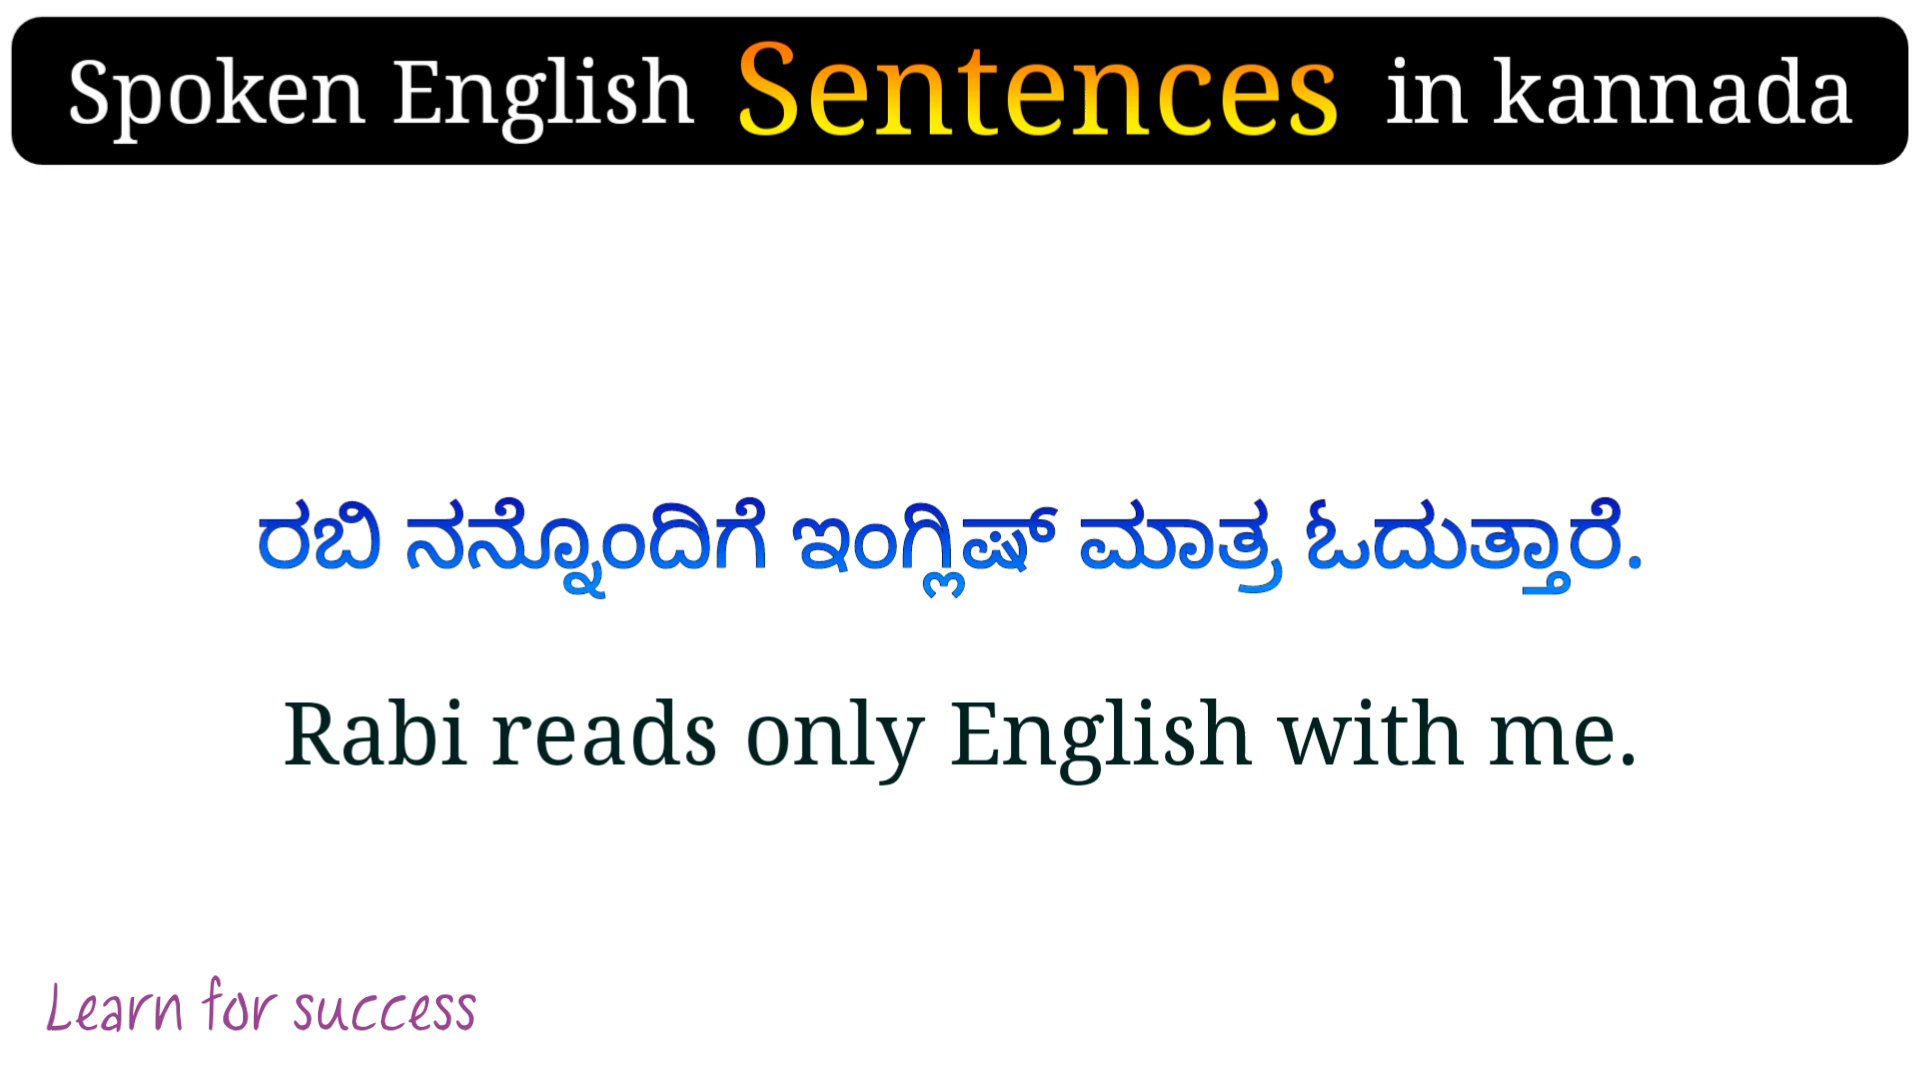 Spoken English Sentences in kannada
ರಬಿ ನನ್ನೊಂದಿಗೆ ಇಂಗ್ಲಿಷ್ ಮಾತ್ರ ಓದುತ್ತಾರೆ.
Rabi reads only English with me.
Learn for success